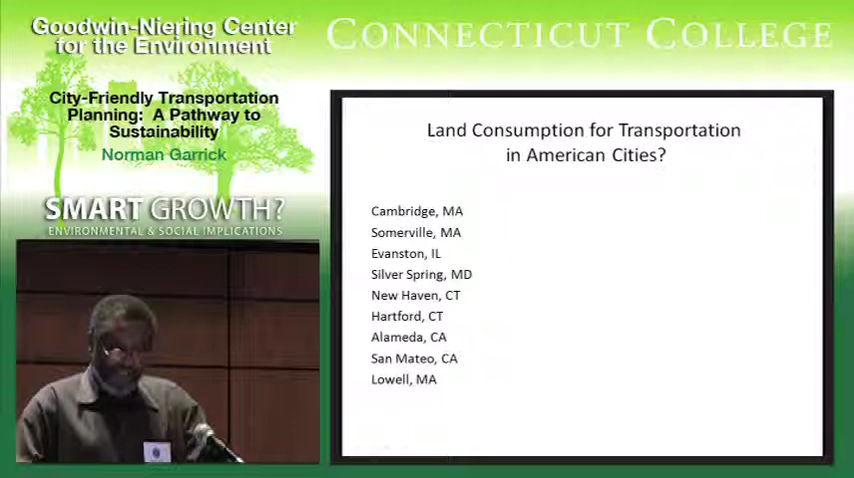 Goodwin-Niering Center
for the Environment
CONNECTICUT COLLEGE
City-Friendly Transportation
Planning: A Pathway to
Sustainability
Norman Garrick
SMART GROWTH?
ENVIRONMENTAL & SOCIAL IMPLICATIONS
Land Consumption for Transportation
in American Cities?
Cambridge, MA
Somerville, MA
Evanston, IL
Silver Spring, MD
New Haven, CT
Hartford, CT
Alameda, CA
San Mateo, CA
Lowell, MA